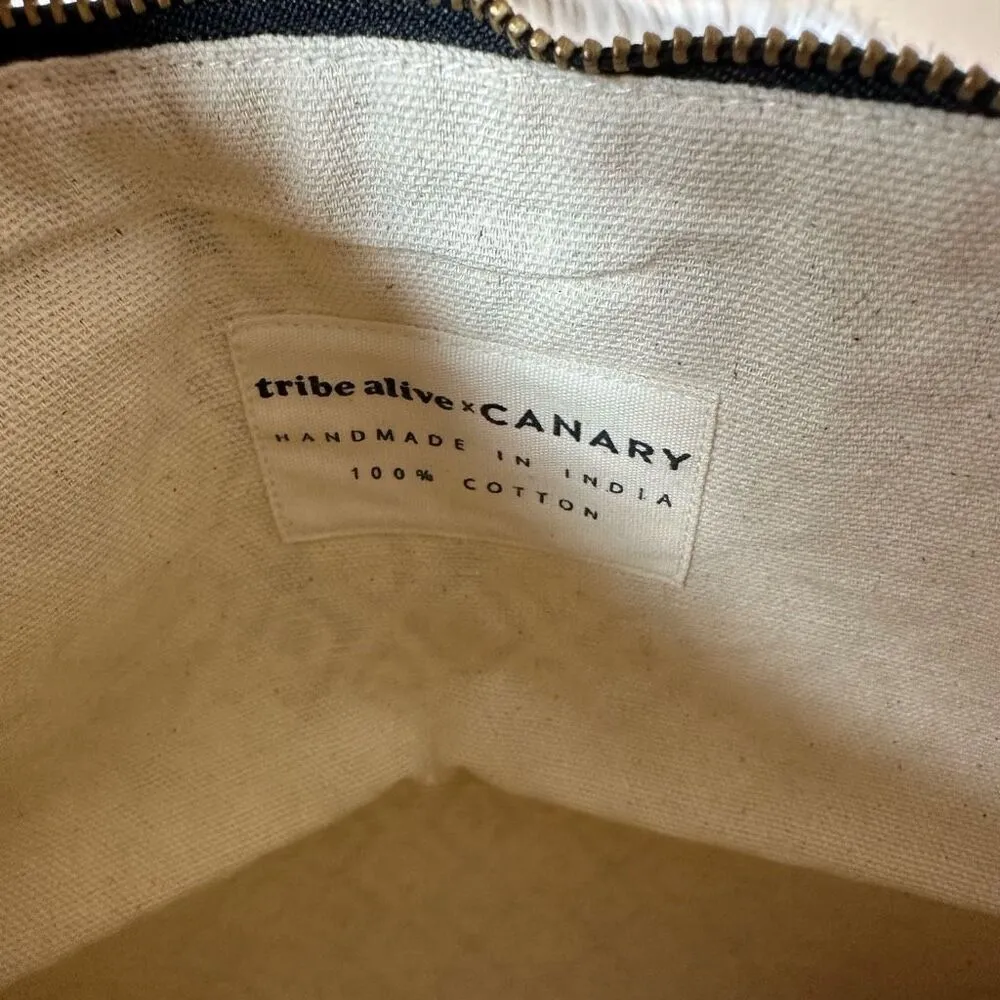 tribe alive × CANARY
HANDMADE IN INDIA
100% COTTON